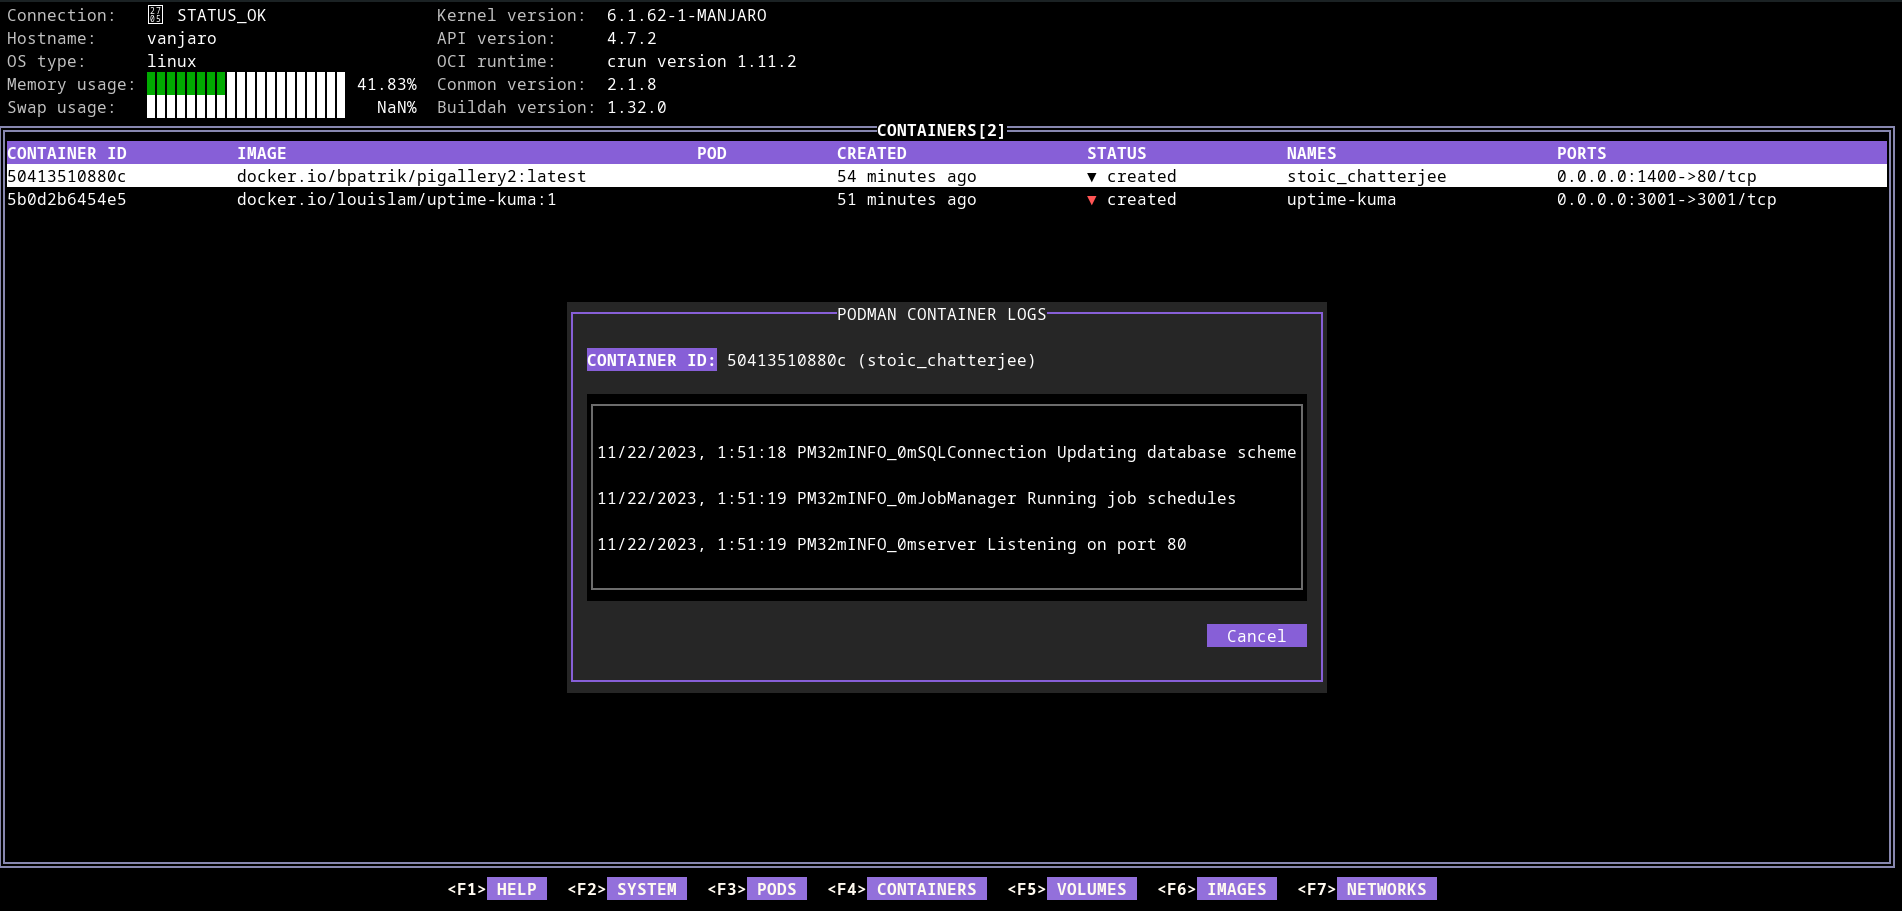 Connection: 2705 STATUS_OK Kernel version: 6.1.62-1-MANJARO
Hostname: vanjaro API version: 4.7.2
OS type: linux OCI runtime: crun version 1.11.2
Memory usage: 41.83% Conmon version: 2.1.8
Swap usage: NaN% Buildah version: 1.32.0
CONTAINERS[2]
CONTAINER ID IMAGE POD CREATED STATUS NAMES PORTS
50413510880c docker.io/bpatrik/pigallery2:latest 54 minutes ago ▼ created stoic_chatterjee 0.0.0.0:1400->80/tcp
5b0d2b6454e5 docker.io/louislam/uptime-kuma:1 51 minutes ago ▼ created uptime-kuma 0.0.0.0:3001->3001/tcp
PODMAN CONTAINER LOGS
CONTAINER ID: 50413510880c (stoic_chatterjee)
11/22/2023, 1:51:18 PM32mINFO_0mSQLConnection Updating database scheme
11/22/2023, 1:51:19 PM32mINFO_0mJobManager Running job schedules
11/22/2023, 1:51:19 PM32mINFO_0mserver Listening on port 80
Cancel
<F1> HELP <F2> SYSTEM <F3> PODS <F4> CONTAINERS <F5> VOLUMES <F6> IMAGES <F7> NETWORKS